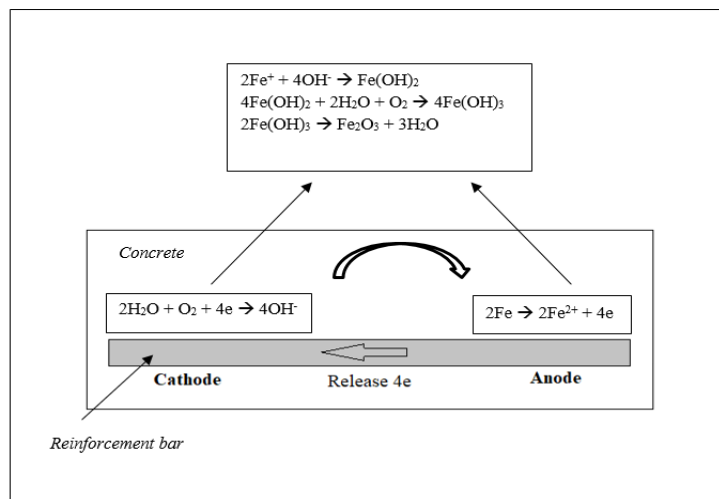 2Fe⁺ + 4OH⁻ → Fe(OH)₂
4Fe(OH)₂ + 2H₂O + O₂ → 4Fe(OH)₃
2Fe(OH)₃ → Fe₂O₃ + 3H₂O
Concrete
2H₂O + O₂ + 4e → 4OH⁻
2Fe → 2Fe²⁺ + 4e
Cathode
Release 4e
Anode
Reinforcement bar